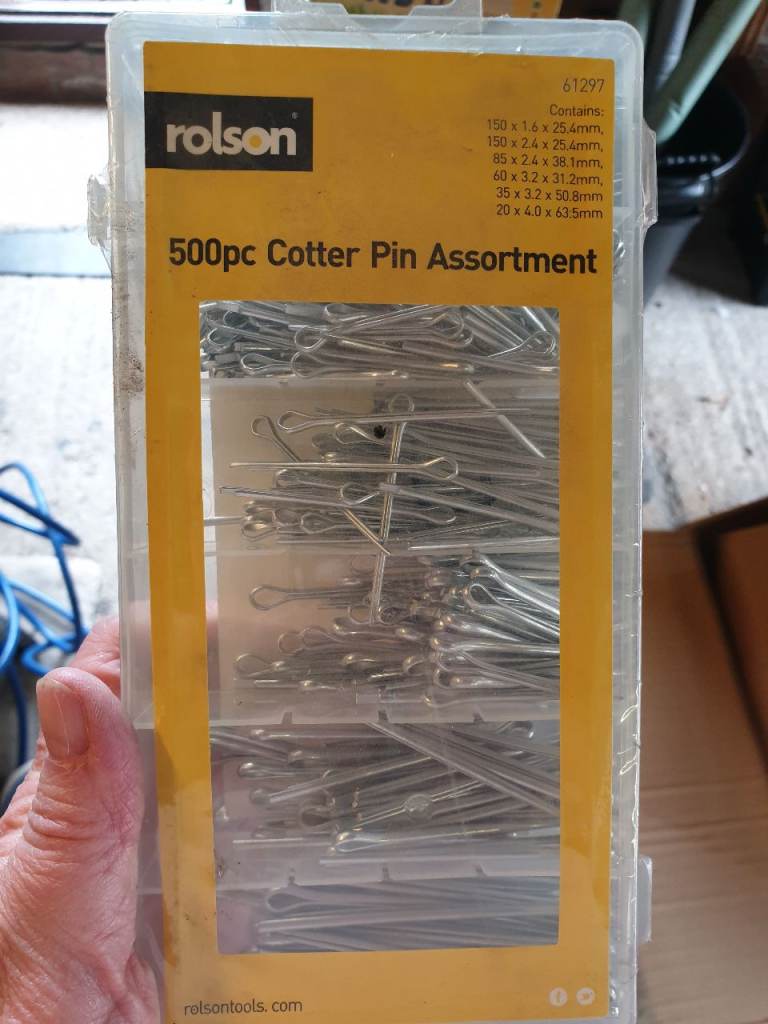 61297
rolson®
Contains:
150 x 1.6 x 25.4mm,
150 x 2.4 x 25.4mm,
85 x 2.4 x 38.1mm,
60 x 3.2 x 31.2mm,
35 x 3.2 x 50.8mm
20 x 4.0 x 63.5mm
500pc Cotter Pin Assortment
rolsontools.com